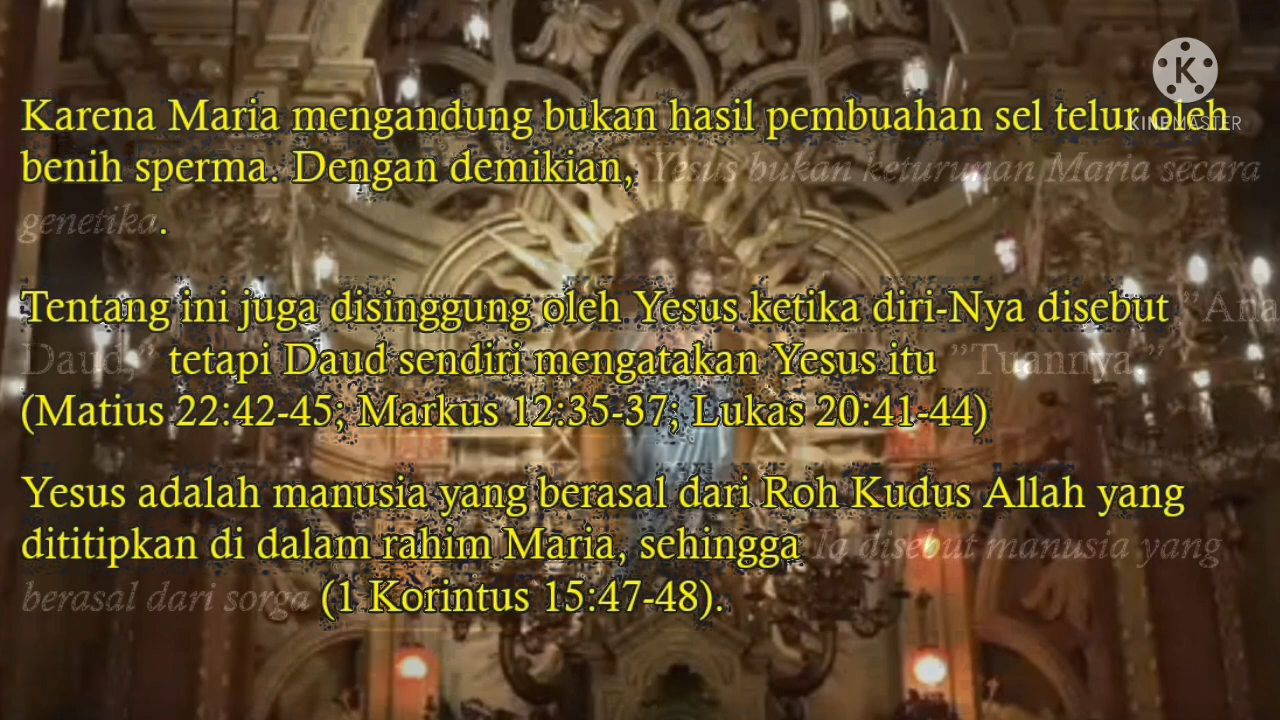 K
KINEMASTER
Karena Maria mengandung bukan hasil pembuahan sel telur oleh
benih sperma. Dengan demikian, Yesus bukan keturunan Maria secara
genetika.
Tentang ini juga disinggung oleh Yesus ketika diri-Nya disebut ”Ana
Daud,” tetapi Daud sendiri mengatakan Yesus itu ”Tuannya.”
(Matius 22:42-45; Markus 12:35-37; Lukas 20:41-44)
Yesus adalah manusia yang berasal dari Roh Kudus Allah yang
dititipkan di dalam rahim Maria, sehingga Ia disebut manusia yang
berasal dari sorga (1 Korintus 15:47-48).